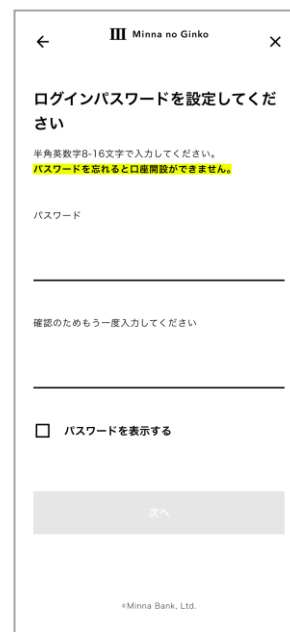 Minna no Ginko
ログインパスワードを設定してくだ
さい
半角英数字8-16文字で入力してください。
パスワードを忘れると口座開設ができません。
パスワード
確認のためもう一度入力してください
パスワードを表示する
次へ
©Minna Bank, Ltd.